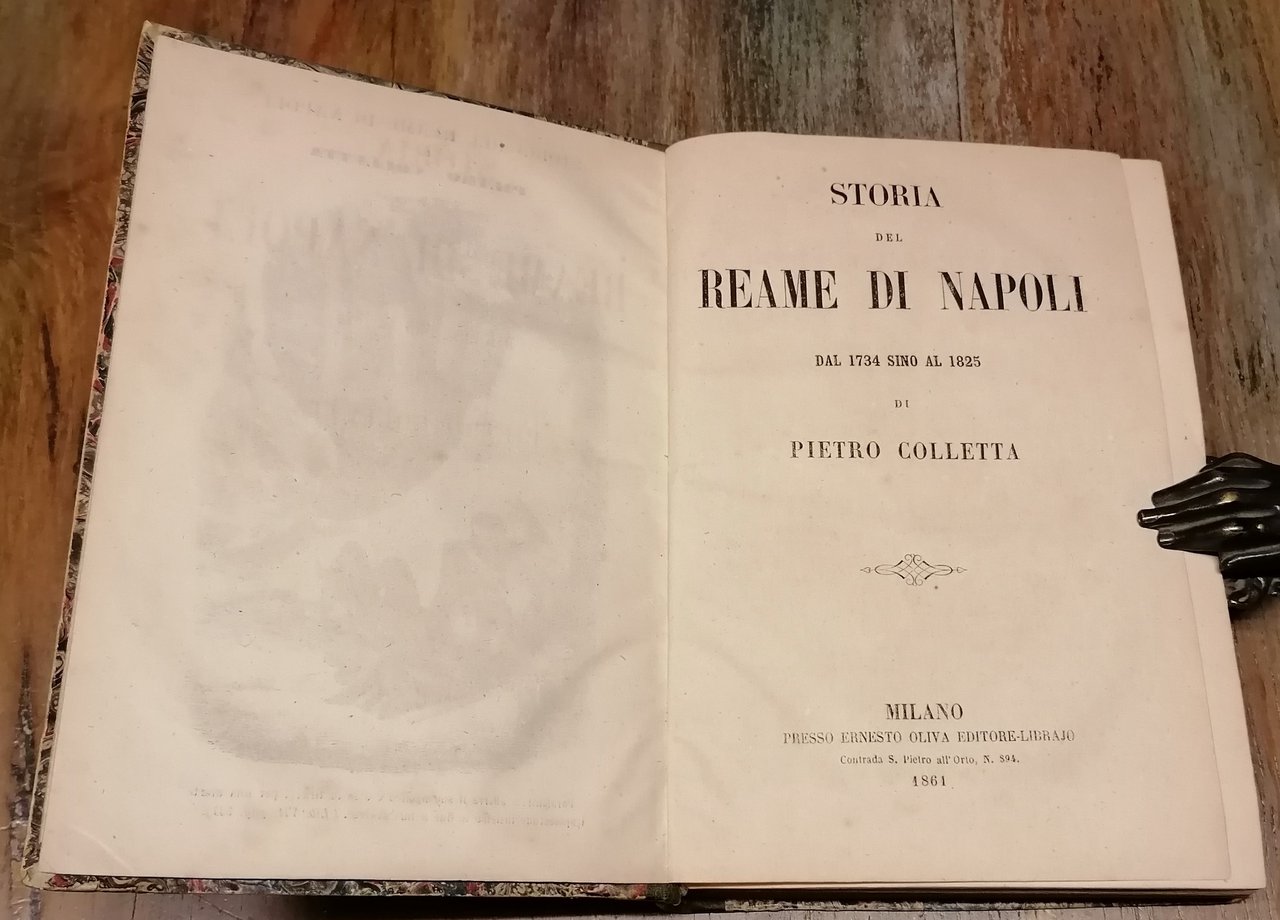 STORIA
DEL
REAME DI NAPOLI
DAL 1734 SINO AL 1825
DI
PIETRO COLLETTA
MILANO
PRESSO ERNESTO OLIVA EDITORE-LIBRAJO
Contrada S. Pietro all'Orto, N. 894.
1861